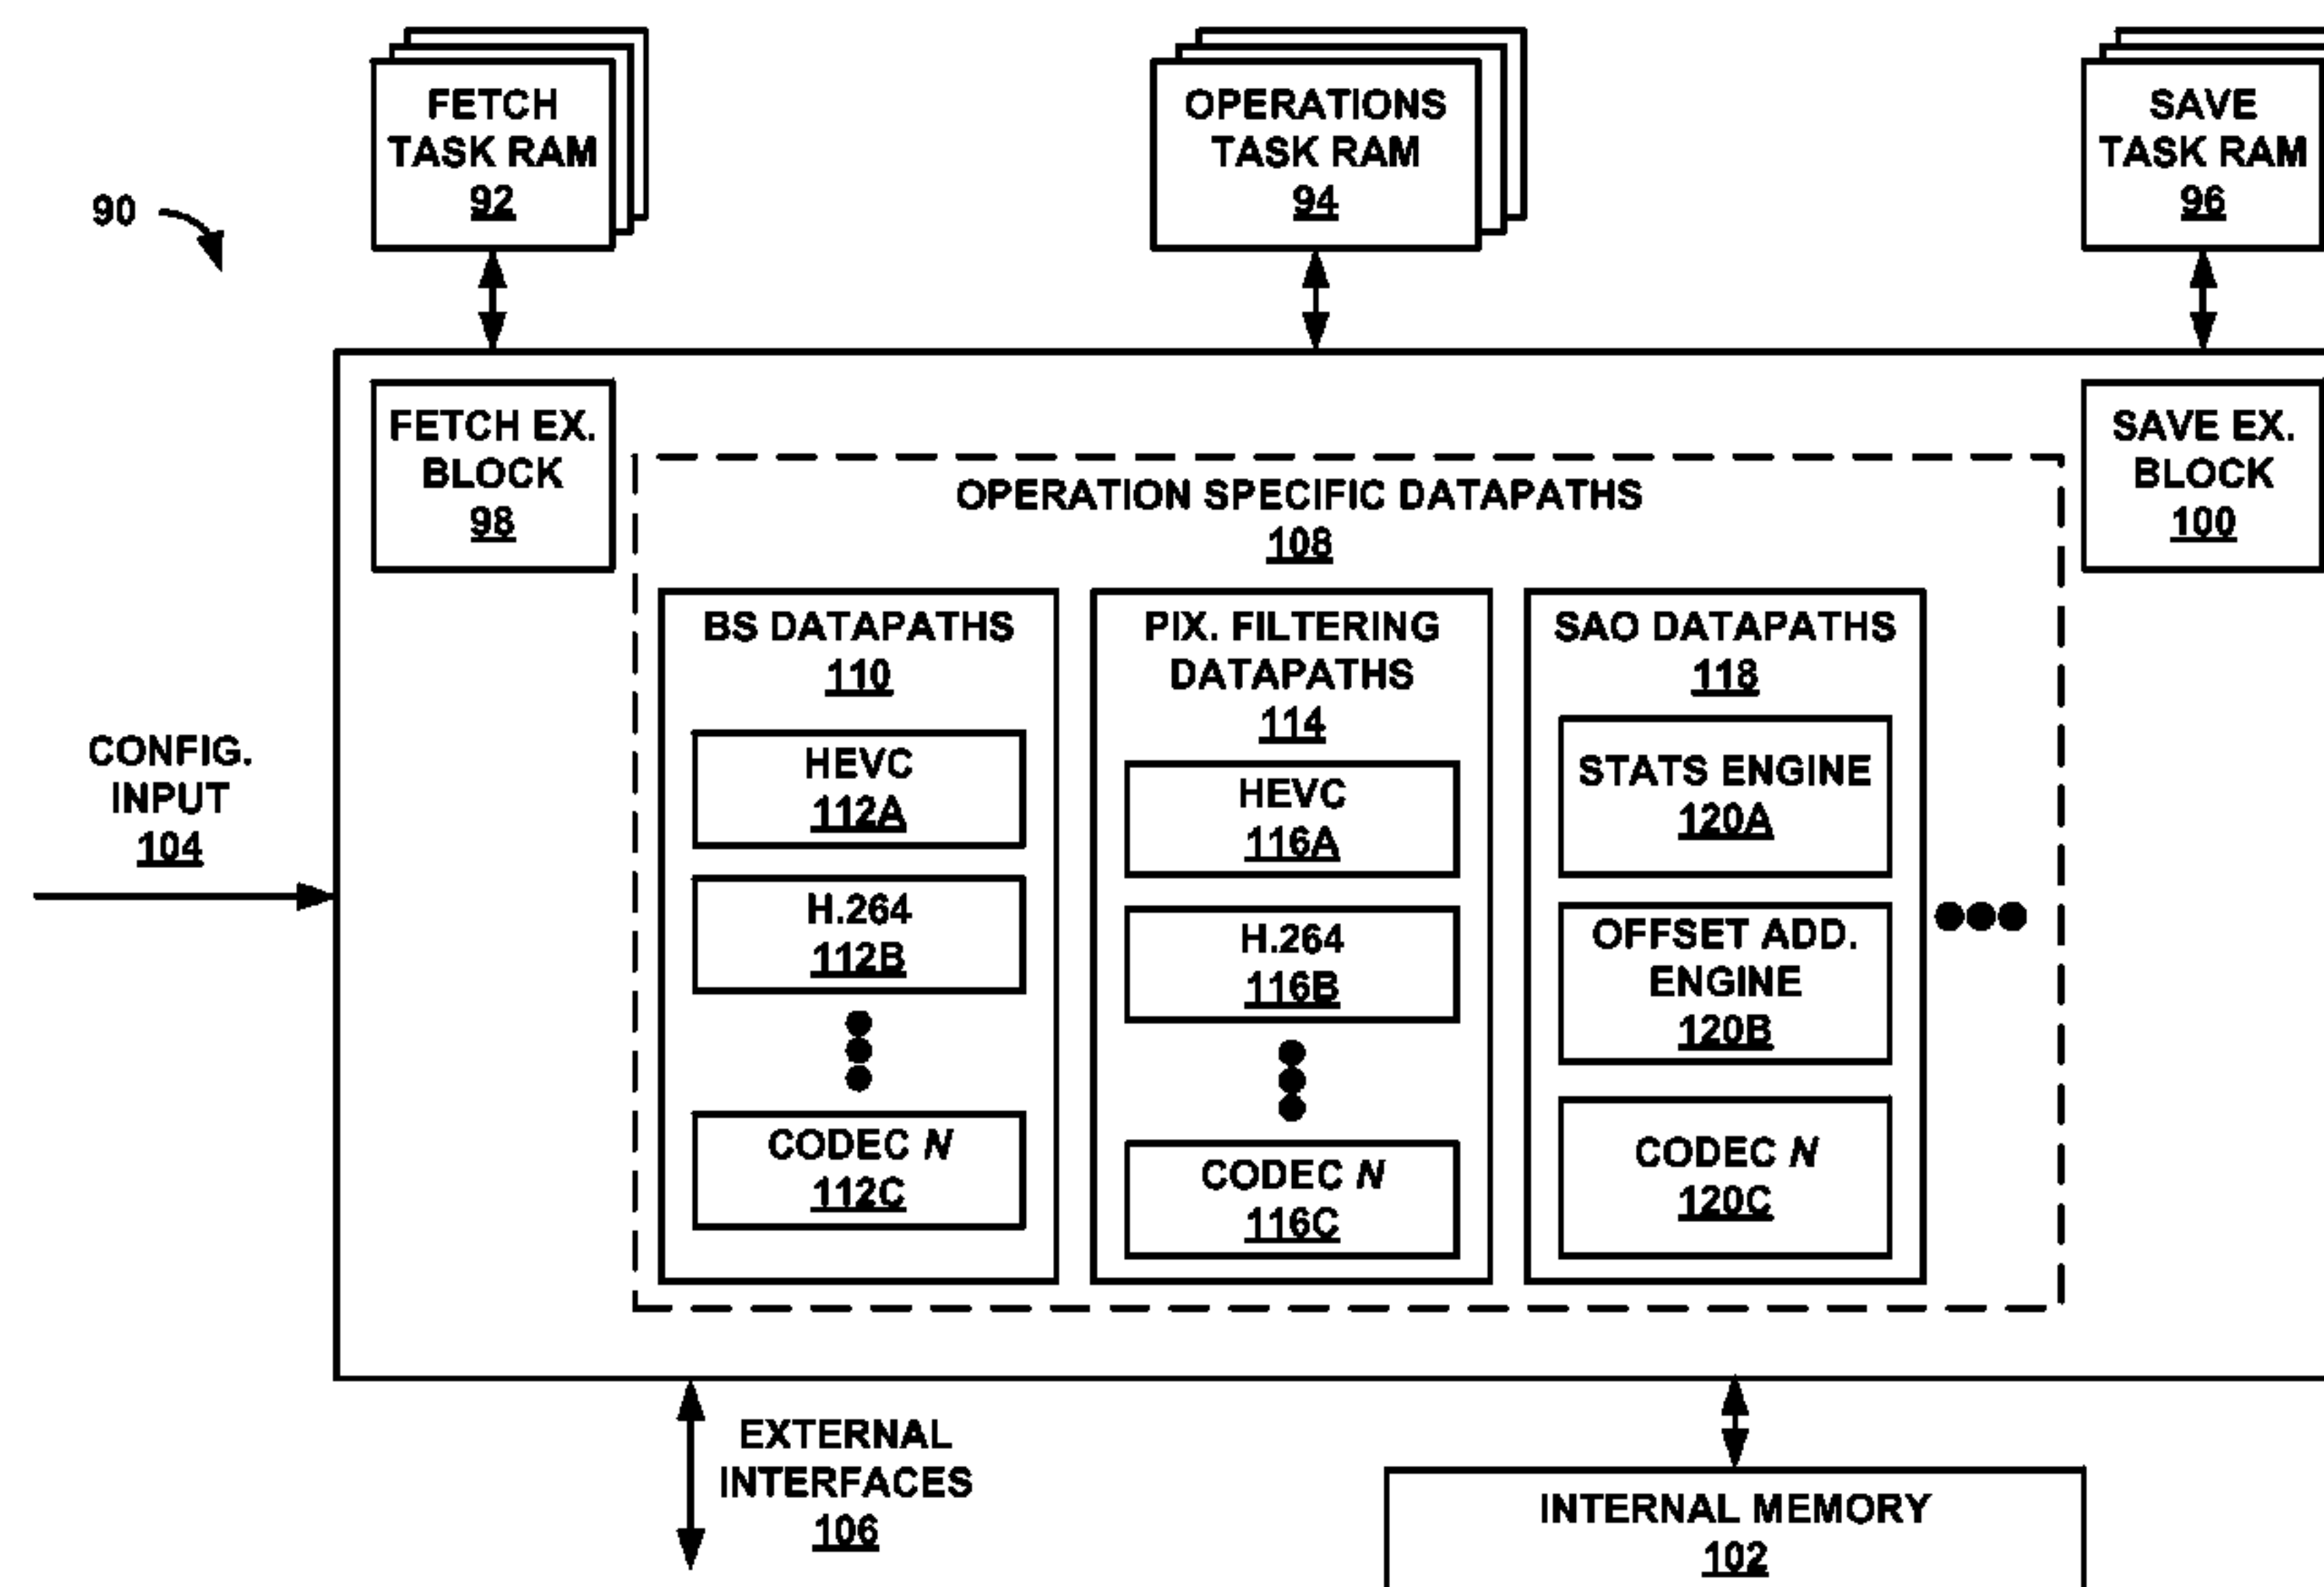 FETCH
TASK RAM
92
OPERATIONS
TASK RAM
94
SAVE
TASK RAM
96
90
FETCH EX.
BLOCK
98
SAVE EX.
BLOCK
100
OPERATION SPECIFIC DATAPATHS
108
BS DATAPATHS
110
HEVC
112A
H.264
112B
CODEC N
112C
PIX. FILTERING
DATAPATHS
114
HEVC
116A
H.264
116B
CODEC N
116C
SAO DATAPATHS
118
STATS ENGINE
120A
OFFSET ADD.
ENGINE
120B
CODEC N
120C
CONFIG.
INPUT
104
EXTERNAL
INTERFACES
106
INTERNAL MEMORY
102